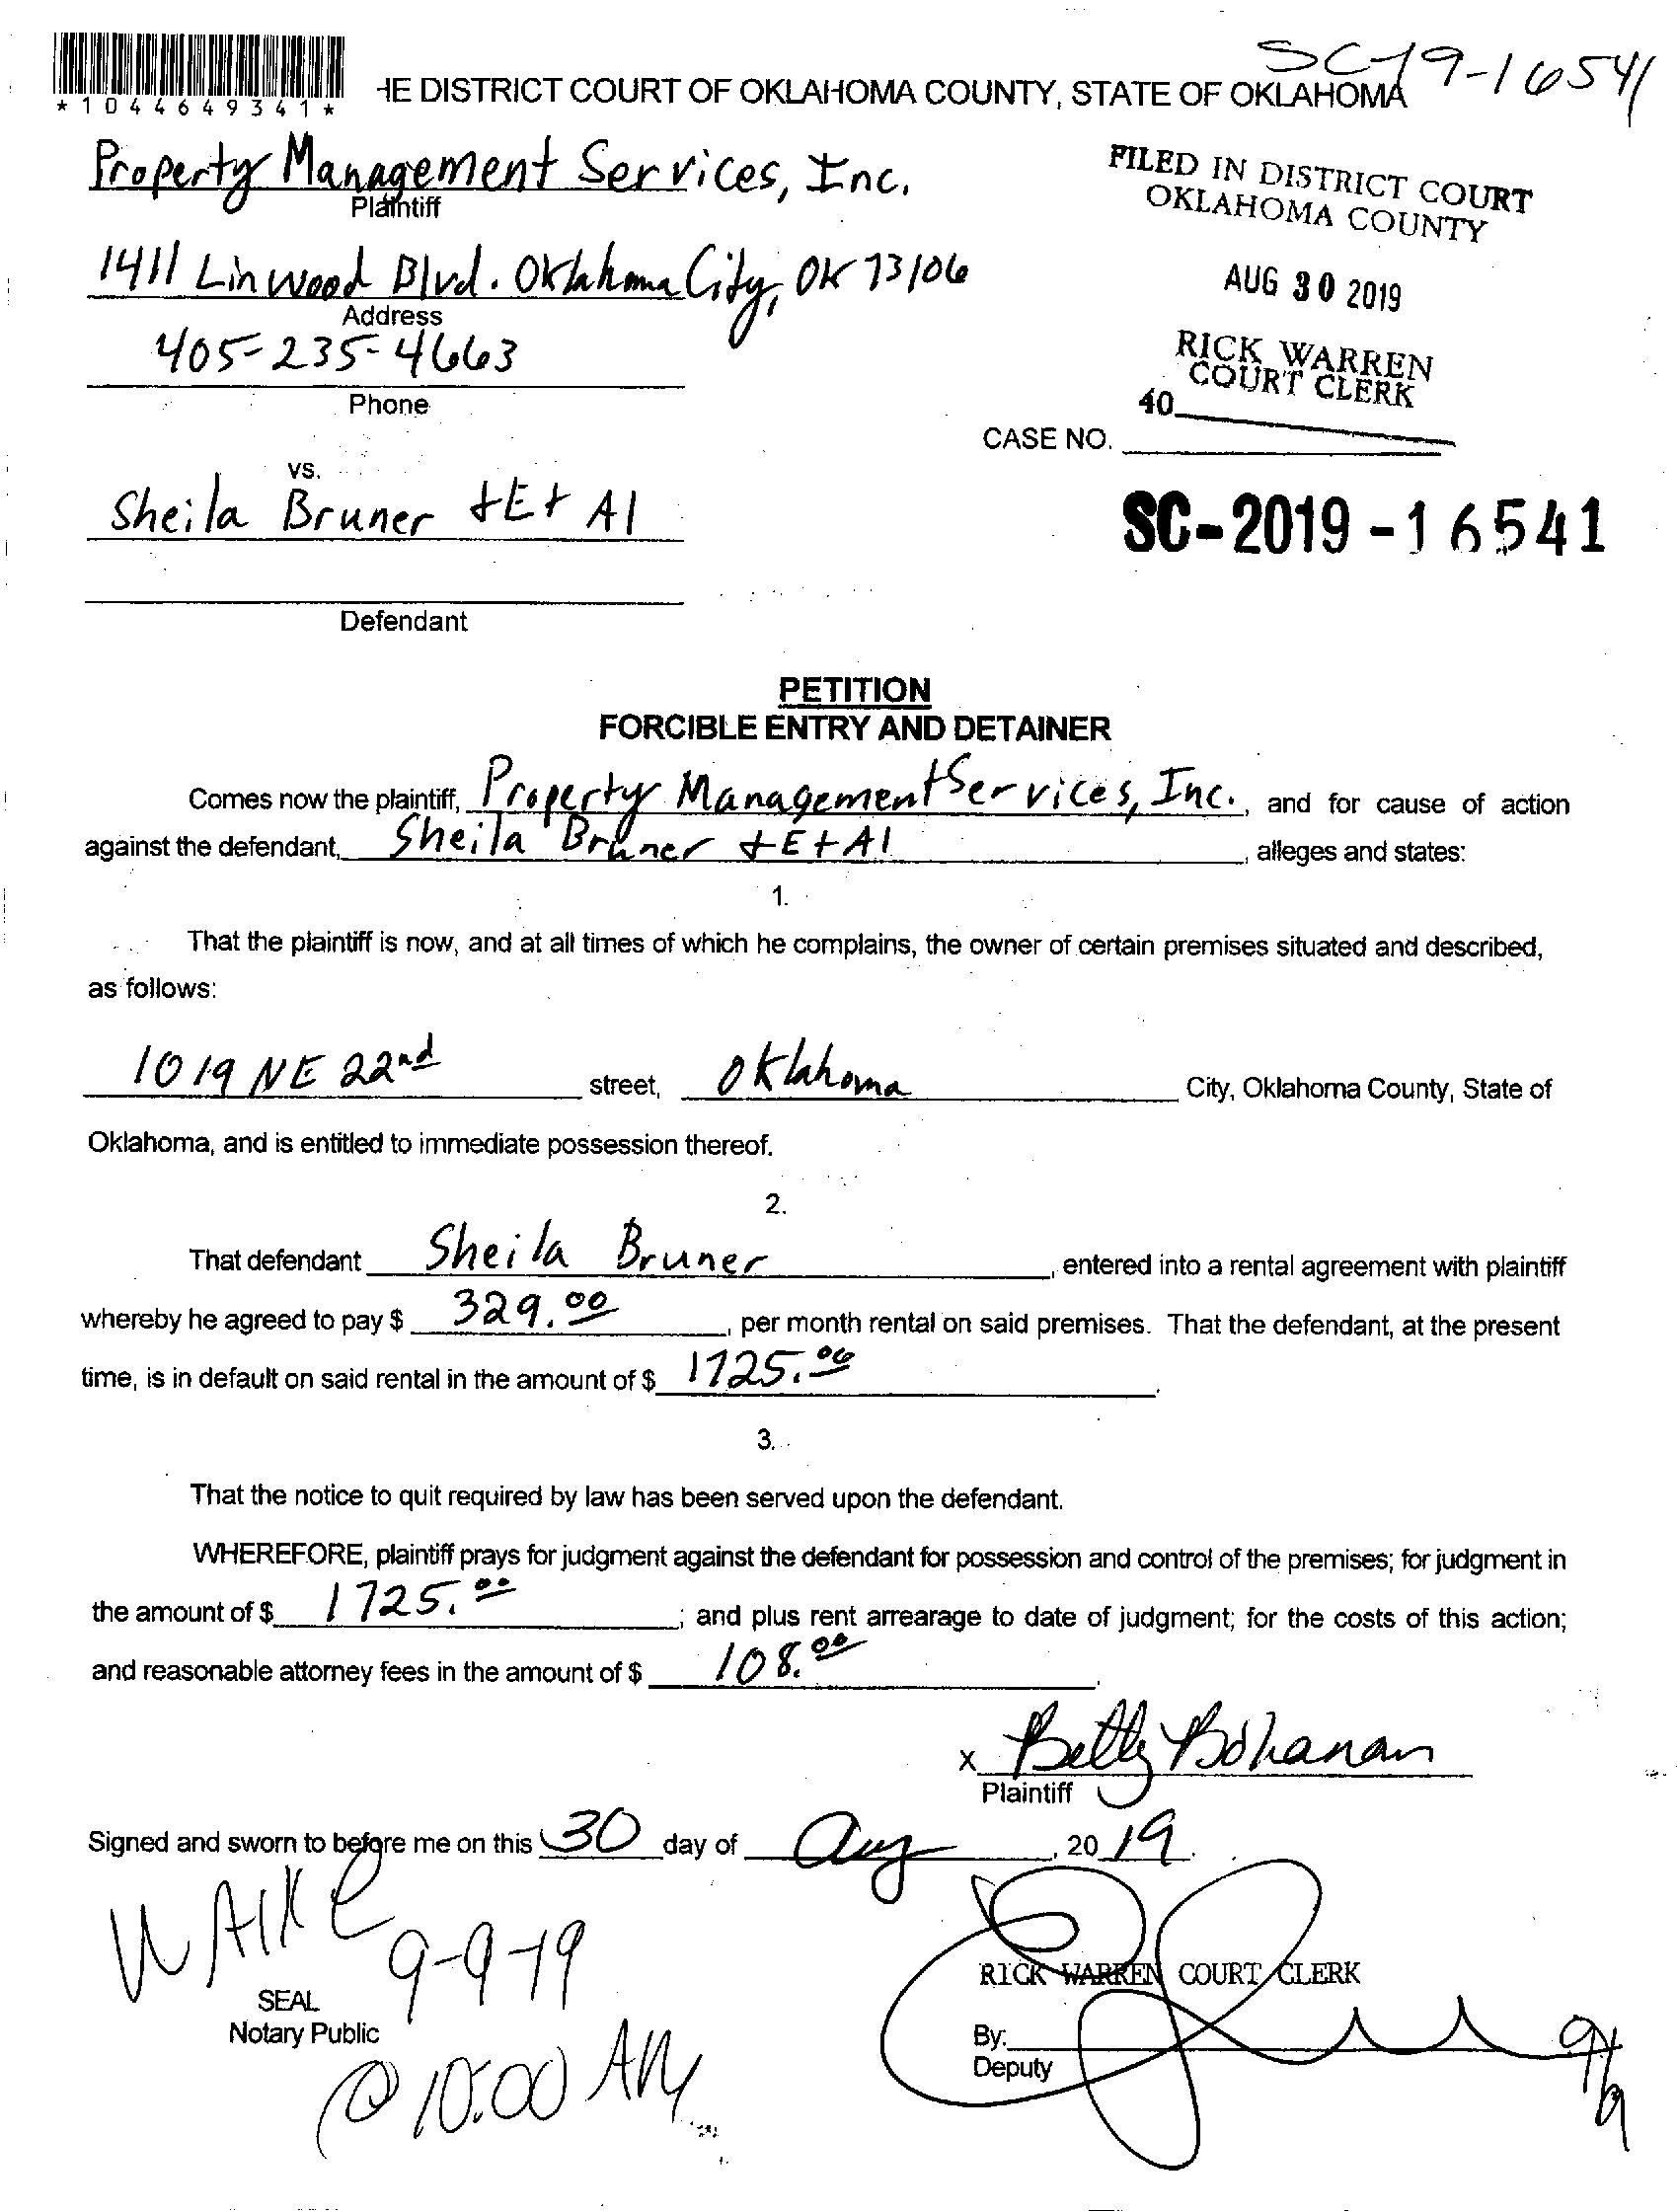 SC-19-16541
*1044649341*
HE DISTRICT COURT OF OKLAHOMA COUNTY, STATE OF OKLAHOMA
Property Management Services, Inc.
Plaintiff
FILED IN DISTRICT COURT
OKLAHOMA COUNTY
1411 Linwood Blvd. Oklahoma City, OK 73106
Address
AUG 30 2019
405-235-4663
Phone
RICK WARREN
COURT CLERK
40
CASE NO.
vs.
Sheila Bruner + Et Al
SC-2019-16541
Defendant
PETITION
FORCIBLE ENTRY AND DETAINER
Comes now the plaintiff, Property Management Services, Inc., and for cause of action
against the defendant, Sheila Bruner + Et Al, alleges and states:
1.
That the plaintiff is now, and at all times of which he complains, the owner of certain premises situated and described,
as follows:
1019 NE 22nd street, Oklahoma City, Oklahoma County, State of
Oklahoma, and is entitled to immediate possession thereof.
2.
That defendant Sheila Bruner, entered into a rental agreement with plaintiff
whereby he agreed to pay $ 329.00, per month rental on said premises. That the defendant, at the present
time, is in default on said rental in the amount of $ 1725.00.
3.
That the notice to quit required by law has been served upon the defendant.
WHEREFORE, plaintiff prays for judgment against the defendant for possession and control of the premises; for judgment in
the amount of $ 1725.00; and plus rent arrearage to date of judgment; for the costs of this action;
and reasonable attorney fees in the amount of $ 108.00.
x Betty Bohanan
Plaintiff
Signed and sworn to before me on this 30 day of Aug, 20 19.
9-9-19
RICK WARREN COURT CLERK
SEAL
Notary Public
By:
Deputy
@ 10:00 AM